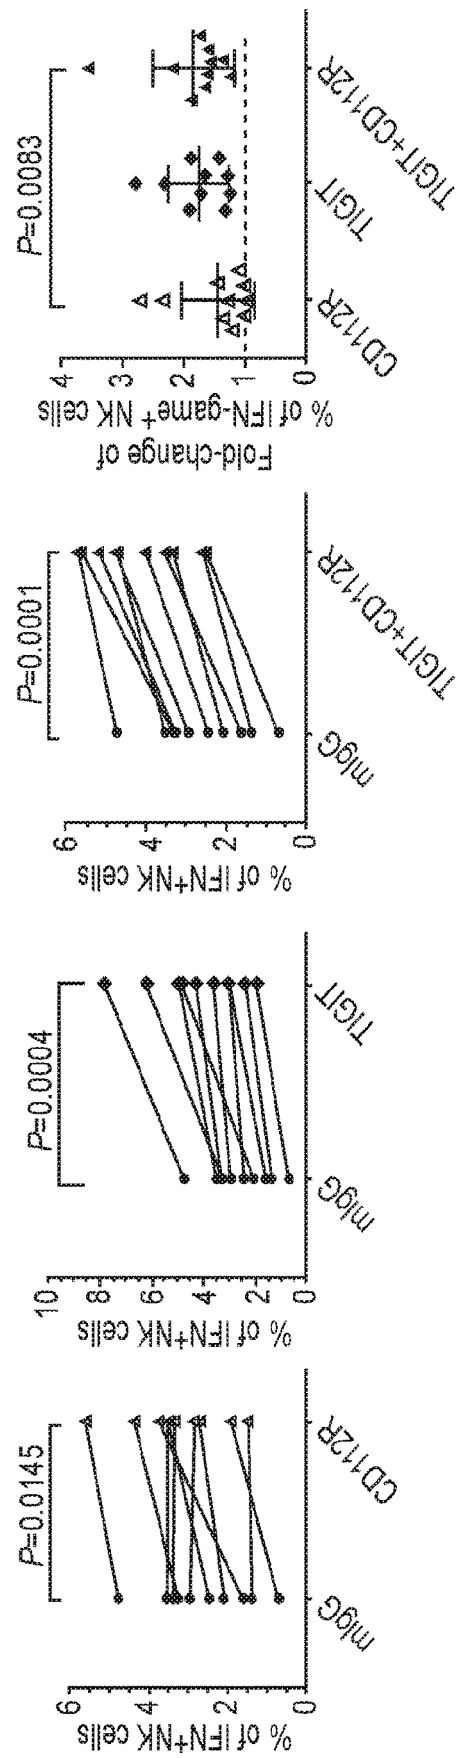 % of IFN⁺NK cells
6
4
2
0
P=0.0145
mIgG
CD112R
% of IFN⁺NK cells
10
8
6
4
2
0
P=0.0004
mIgG
TIGIT
% of IFN⁺NK cells
6
4
2
0
P=0.0001
mIgG
TIGIT+CD112R
Fold-change of
% of IFN-game⁺ NK cells
4
3
2
1
0
P=0.0083
CD112R
TIGIT
TIGIT+CD112R